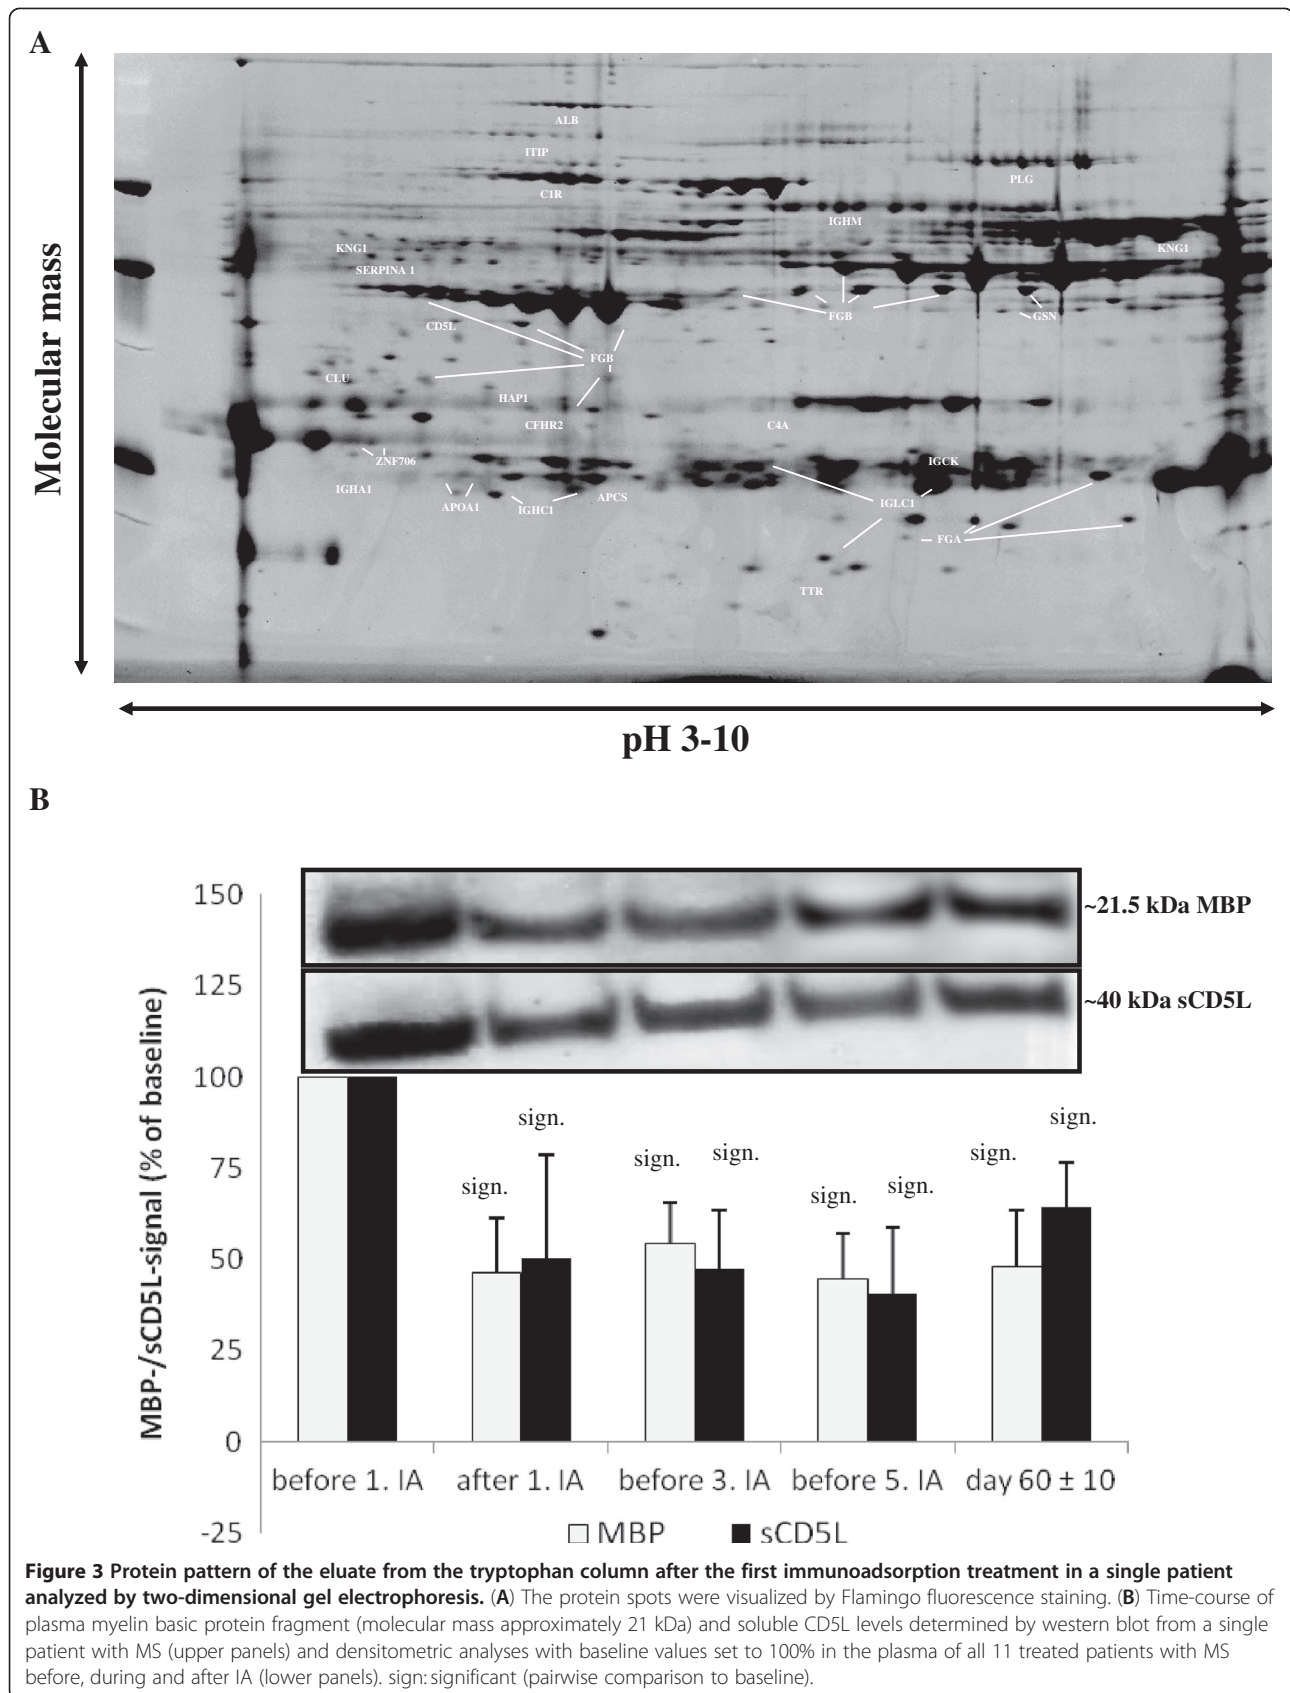 A
Molecular mass
ALB
ITIP
C1R
PLG
IGHM
KNG1
KNG1
SERPINA 1
FGB
GSN
CD5L
FGB
CLU
HAP1
CFHR2
C4A
ZNF706
IGCK
IGHA1
APOA1
IGHC1
APCS
IGLC1
FGA
TTR
pH 3-10
B
MBP-/sCD5L-signal (% of baseline)
150
125
100
75
50
25
0
-25
~21.5 kDa MBP
~40 kDa sCD5L
sign.
sign.
sign.
sign.
sign.
sign.
sign.
sign.
before 1. IA
after 1. IA
before 3. IA
before 5. IA
day 60 ± 10
MBP
sCD5L
Figure 3 Protein pattern of the eluate from the tryptophan column after the first immunoadsorption treatment in a single patient
analyzed by two-dimensional gel electrophoresis. (A) The protein spots were visualized by Flamingo fluorescence staining. (B) Time-course of
plasma myelin basic protein fragment (molecular mass approximately 21 kDa) and soluble CD5L levels determined by western blot from a single
patient with MS (upper panels) and densitometric analyses with baseline values set to 100% in the plasma of all 11 treated patients with MS
before, during and after IA (lower panels). sign: significant (pairwise comparison to baseline).